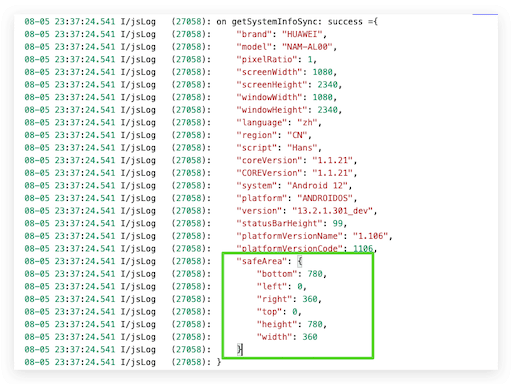 08-05 23:37:24.541 I/jsLog   (27058): on getSystemInfoSync: success ={
08-05 23:37:24.541 I/jsLog   (27058):     "brand": "HUAWEI",
08-05 23:37:24.541 I/jsLog   (27058):     "model": "NAM-AL00",
08-05 23:37:24.541 I/jsLog   (27058):     "pixelRatio": 1,
08-05 23:37:24.541 I/jsLog   (27058):     "screenWidth": 1080,
08-05 23:37:24.541 I/jsLog   (27058):     "screenHeight": 2340,
08-05 23:37:24.541 I/jsLog   (27058):     "windowWidth": 1080,
08-05 23:37:24.541 I/jsLog   (27058):     "windowHeight": 2340,
08-05 23:37:24.541 I/jsLog   (27058):     "language": "zh",
08-05 23:37:24.541 I/jsLog   (27058):     "region": "CN",
08-05 23:37:24.541 I/jsLog   (27058):     "script": "Hans",
08-05 23:37:24.541 I/jsLog   (27058):     "coreVersion": "1.1.21",
08-05 23:37:24.541 I/jsLog   (27058):     "COREVersion": "1.1.21",
08-05 23:37:24.541 I/jsLog   (27058):     "system": "Android 12",
08-05 23:37:24.541 I/jsLog   (27058):     "platform": "ANDROIDOS",
08-05 23:37:24.541 I/jsLog   (27058):     "version": "13.2.1.301_dev",
08-05 23:37:24.541 I/jsLog   (27058):     "statusBarHeight": 99,
08-05 23:37:24.541 I/jsLog   (27058):     "platformVersionName": "1.106",
08-05 23:37:24.541 I/jsLog   (27058):     "platformVersionCode": 1106,
08-05 23:37:24.541 I/jsLog   (27058):     "safeArea": {
08-05 23:37:24.541 I/jsLog   (27058):         "bottom": 780,
08-05 23:37:24.541 I/jsLog   (27058):         "left": 0,
08-05 23:37:24.541 I/jsLog   (27058):         "right": 360,
08-05 23:37:24.541 I/jsLog   (27058):         "top": 0,
08-05 23:37:24.541 I/jsLog   (27058):         "height": 780,
08-05 23:37:24.541 I/jsLog   (27058):         "width": 360
08-05 23:37:24.541 I/jsLog   (27058):     }
08-05 23:37:24.541 I/jsLog   (27058): }